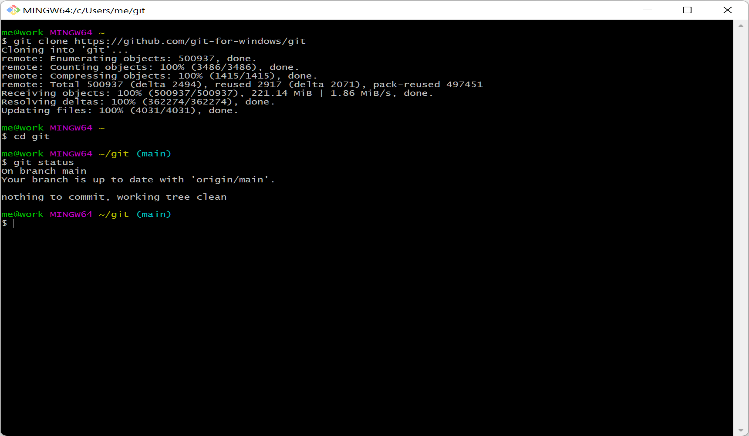 MINGW64:/c/Users/me/git
me@work MINGW64 ~
$ git clone https://github.com/git-for-windows/git
Cloning into 'git'...
remote: Enumerating objects: 500937, done.
remote: Counting objects: 100% (3486/3486), done.
remote: Compressing objects: 100% (1415/1415), done.
remote: Total 500937 (delta 2494), reused 2917 (delta 2071), pack-reused 497451
Receiving objects: 100% (500937/500937), 221.14 MiB | 1.86 MiB/s, done.
Resolving deltas: 100% (362274/362274), done.
Updating files: 100% (4031/4031), done.
me@work MINGW64 ~
$ cd git
me@work MINGW64 ~/git (main)
$ git status
On branch main
Your branch is up to date with 'origin/main'.
nothing to commit, working tree clean
me@work MINGW64 ~/git (main)
$